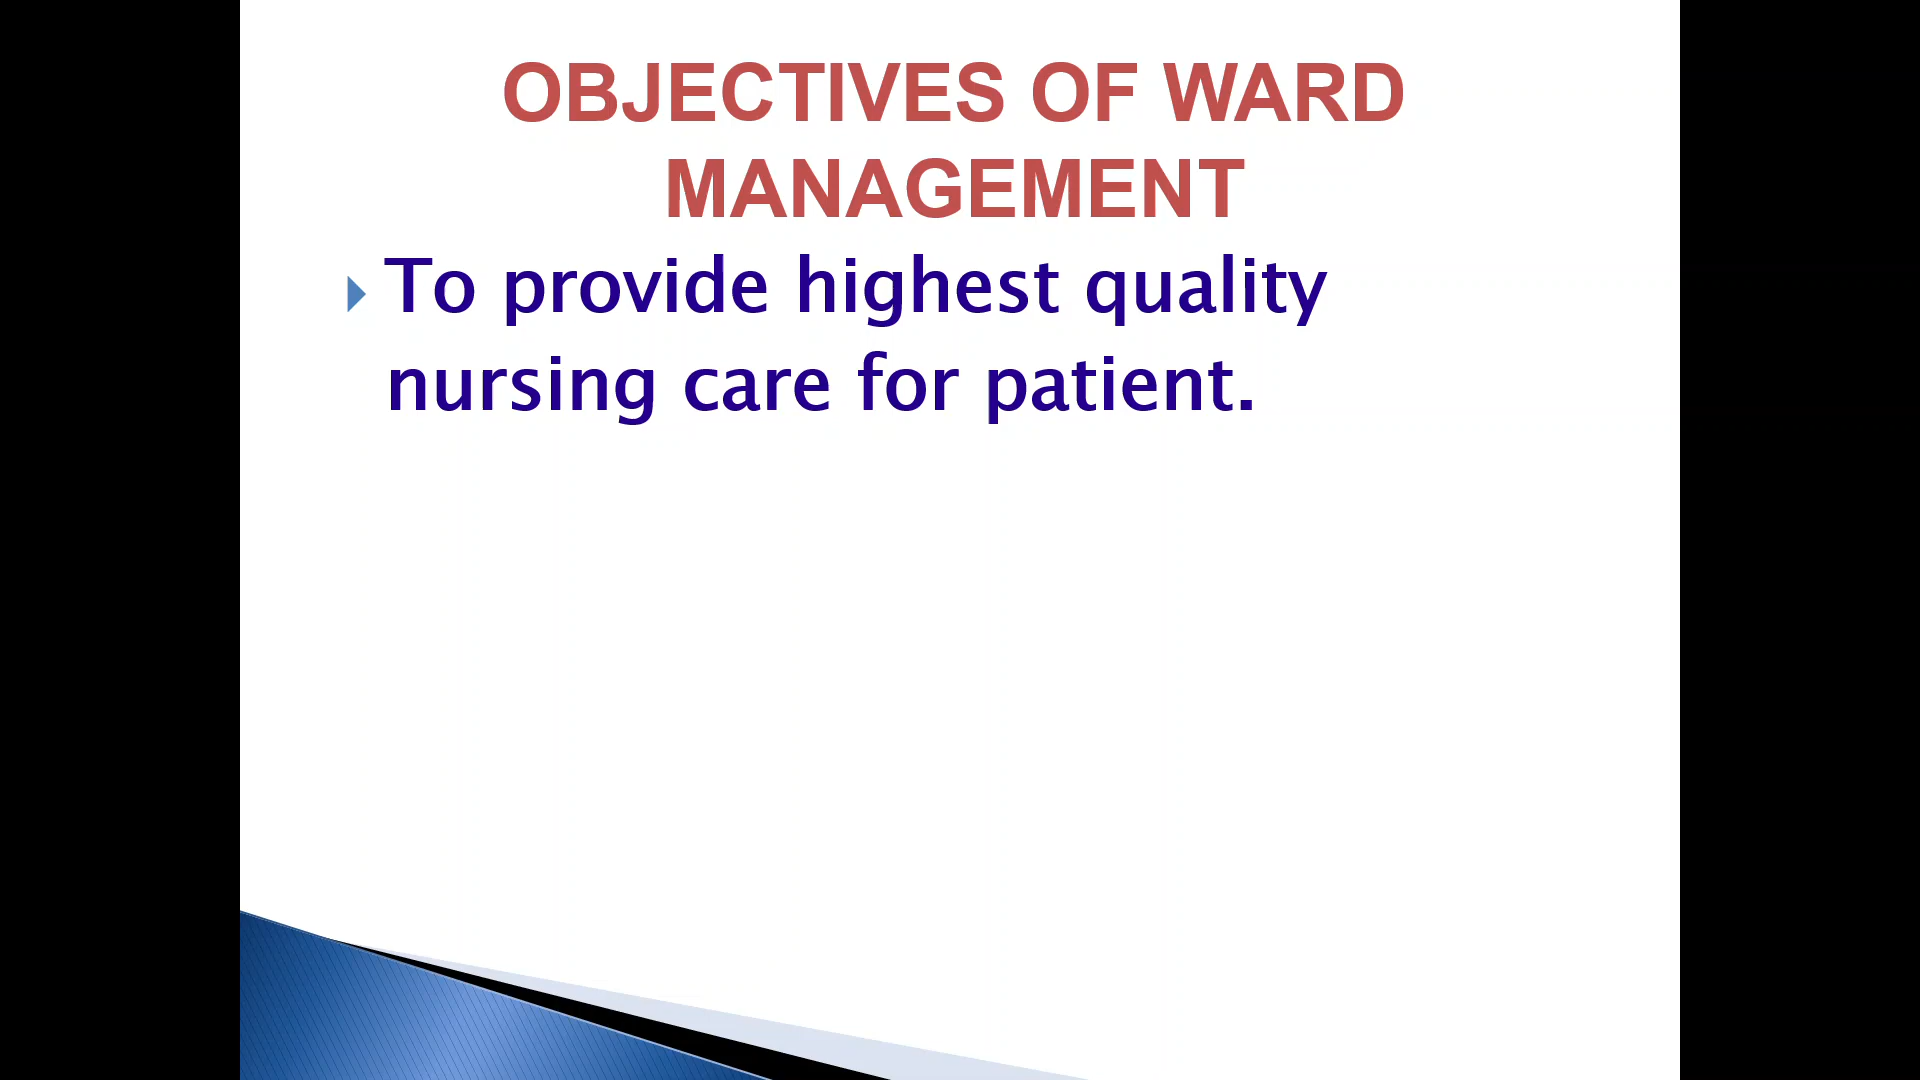 OBJECTIVES OF WARD
MANAGEMENT
To provide highest quality
nursing care for patient.